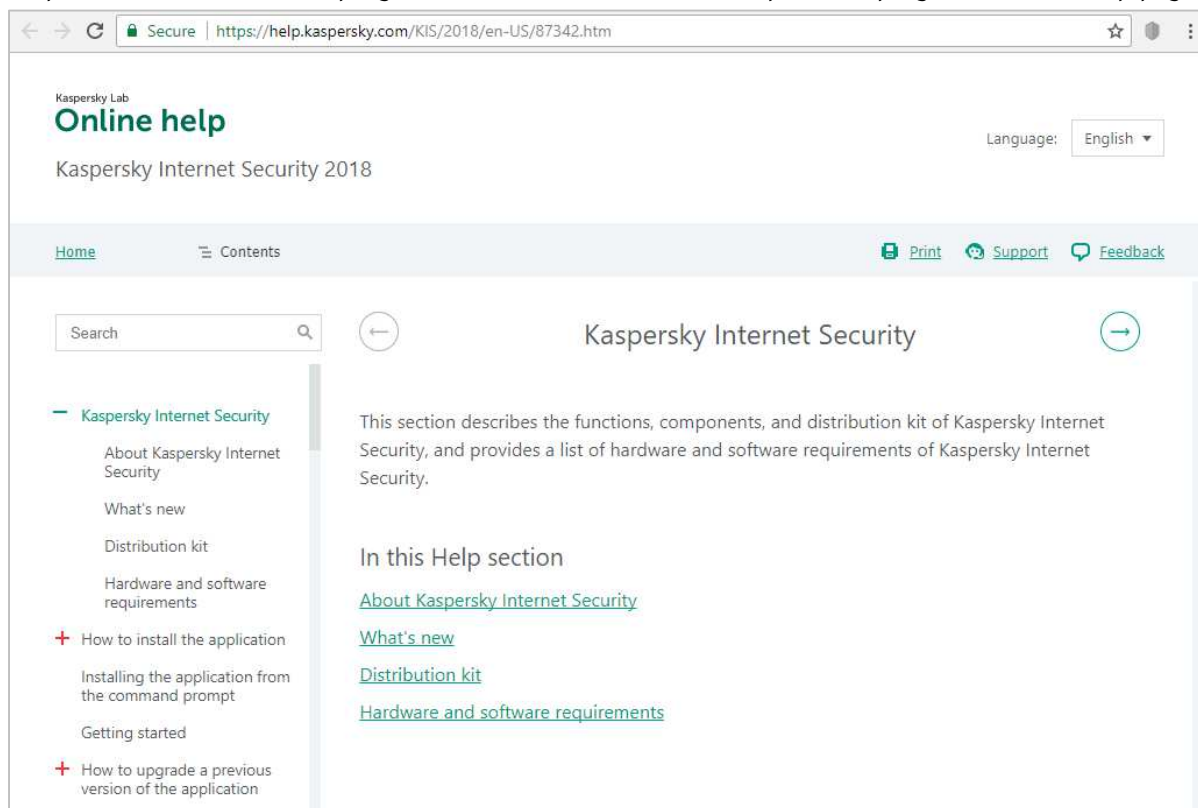 Secure | https://help.kaspersky.com/KIS/2018/en-US/87342.htm
Kaspersky Lab
Online help
Kaspersky Internet Security 2018
Language: English
Home
Contents
Print
Support
Feedback
Search
Kaspersky Internet Security
About Kaspersky Internet
Security
What's new
Distribution kit
Hardware and software
requirements
How to install the application
Installing the application from
the command prompt
Getting started
How to upgrade a previous
version of the application
Kaspersky Internet Security
This section describes the functions, components, and distribution kit of Kaspersky Internet
Security, and provides a list of hardware and software requirements of Kaspersky Internet
Security.
In this Help section
About Kaspersky Internet Security
What's new
Distribution kit
Hardware and software requirements